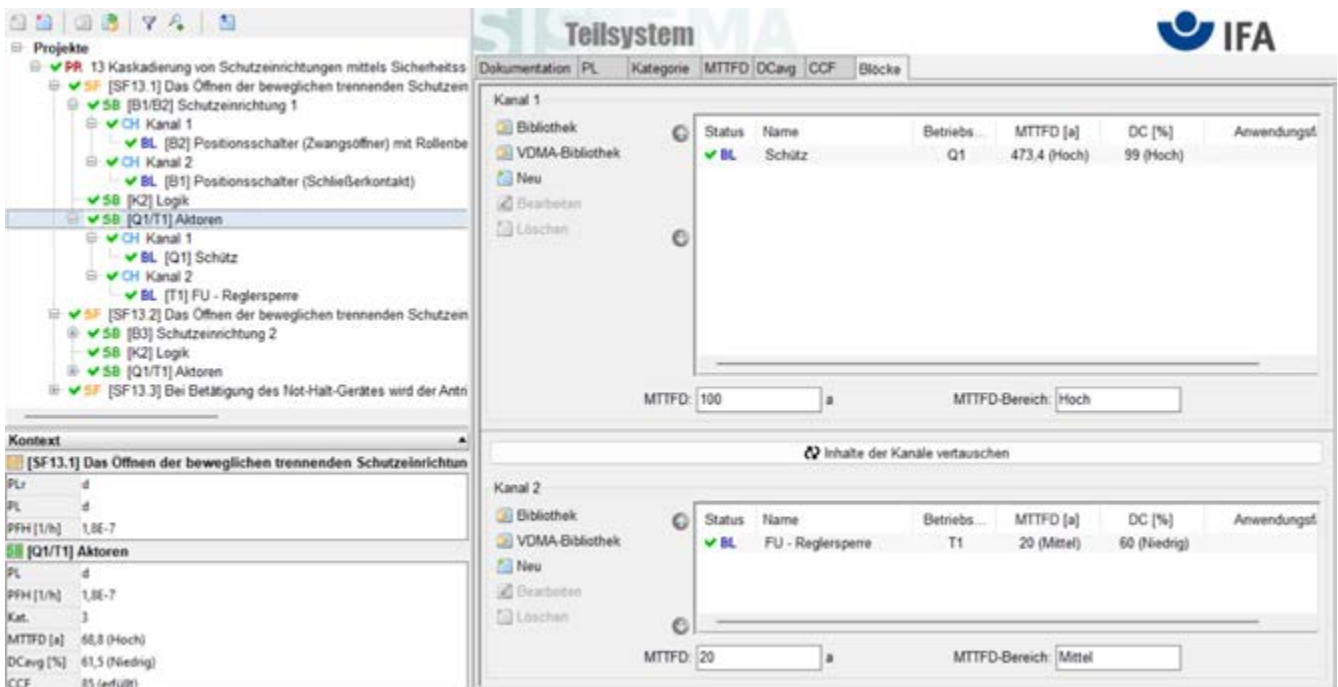 SISTEMA
Teilsystem
IFA
Projekte
PR 13 Kaskadierung von Schutzeinrichtungen mittels Sicherheitss
SF [SF13.1] Das Öffnen der beweglichen trennenden Schutzein
SB [B1/B2] Schutzeinrichtung 1
CH Kanal 1
BL [B2] Positionsschalter (Zwangsöffner) mit Rollenbe
CH Kanal 2
BL [B1] Positionsschalter (Schließerkontakt)
SB [K2] Logik
SB [Q1/T1] Aktoren
CH Kanal 1
BL [Q1] Schütz
CH Kanal 2
BL [T1] FU - Reglersperre
SF [SF13.2] Das Öffnen der beweglichen trennenden Schutzein
SB [B3] Schutzeinrichtung 2
SB [K2] Logik
SB [Q1/T1] Aktoren
SF [SF13.3] Bei Betätigung des Not-Halt-Gerätes wird der Antri
Kontext
[SF13.1] Das Öffnen der beweglichen trennenden Schutzeinrichtun
PLr d
PL d
PFH [1/h] 1,8E-7
SB [Q1/T1] Aktoren
PL d
PFH [1/h] 1,8E-7
Kat. 3
MTTFD [a] 68,8 (Hoch)
DCavg [%] 61,5 (Niedrig)
CCF 85 (erfüllt)
Dokumentation PL Kategorie MTTFD DCavg CCF Blöcke
Kanal 1
Bibliothek
VDMA-Bibliothek
Neu
Bearbeiten
Löschen
Status Name Betriebs... MTTFD [a] DC [%] Anwendungsf
BL Schütz Q1 473,4 (Hoch) 99 (Hoch)
MTTFD: 100 a MTTFD-Bereich: Hoch
Inhalte der Kanäle vertauschen
Kanal 2
Bibliothek
VDMA-Bibliothek
Neu
Bearbeiten
Löschen
Status Name Betriebs... MTTFD [a] DC [%] Anwendungsf
BL FU - Reglersperre T1 20 (Mittel) 60 (Niedrig)
MTTFD: 20 a MTTFD-Bereich: Mittel